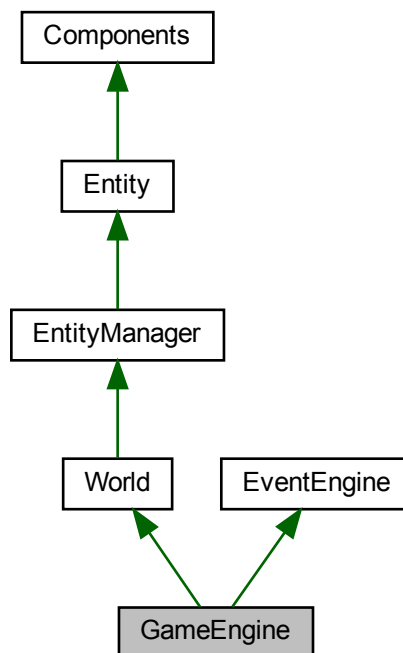 Components
Entity
EntityManager
World
EventEngine
GameEngine